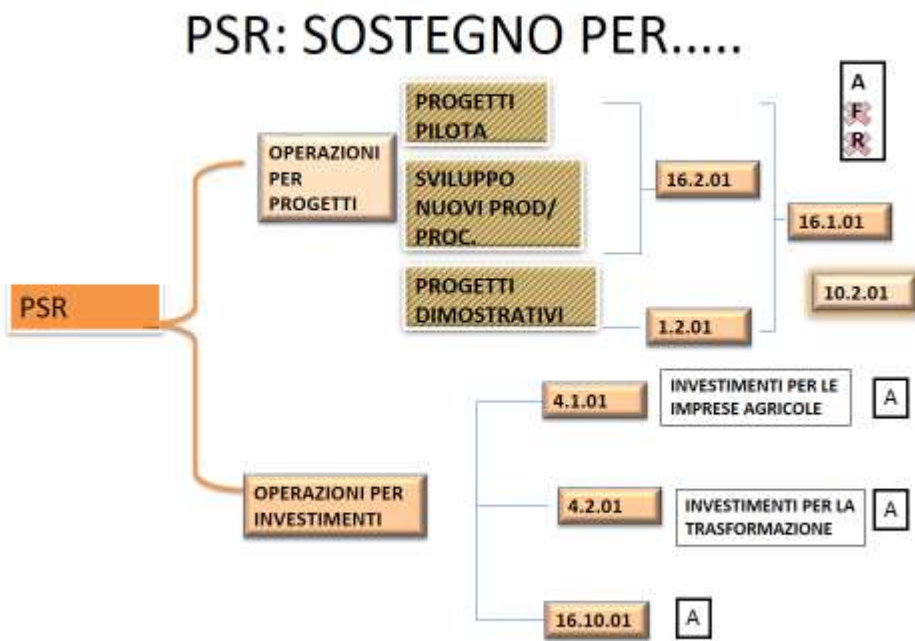 PSR: SOSTEGNO PER.....
A
F
R
PROGETTI
PILOTA
OPERAZIONI
PER
PROGETTI
SVILUPPO
NUOVI PROD/
PROC.
16.2.01
16.1.01
PROGETTI
DIMOSTRATIVI
10.2.01
PSR
1.2.01
4.1.01
INVESTIMENTI PER LE
IMPRESE AGRICOLE
A
OPERAZIONI PER
INVESTIMENTI
4.2.01
INVESTIMENTI PER LA
TRASFORMAZIONE
A
16.10.01
A